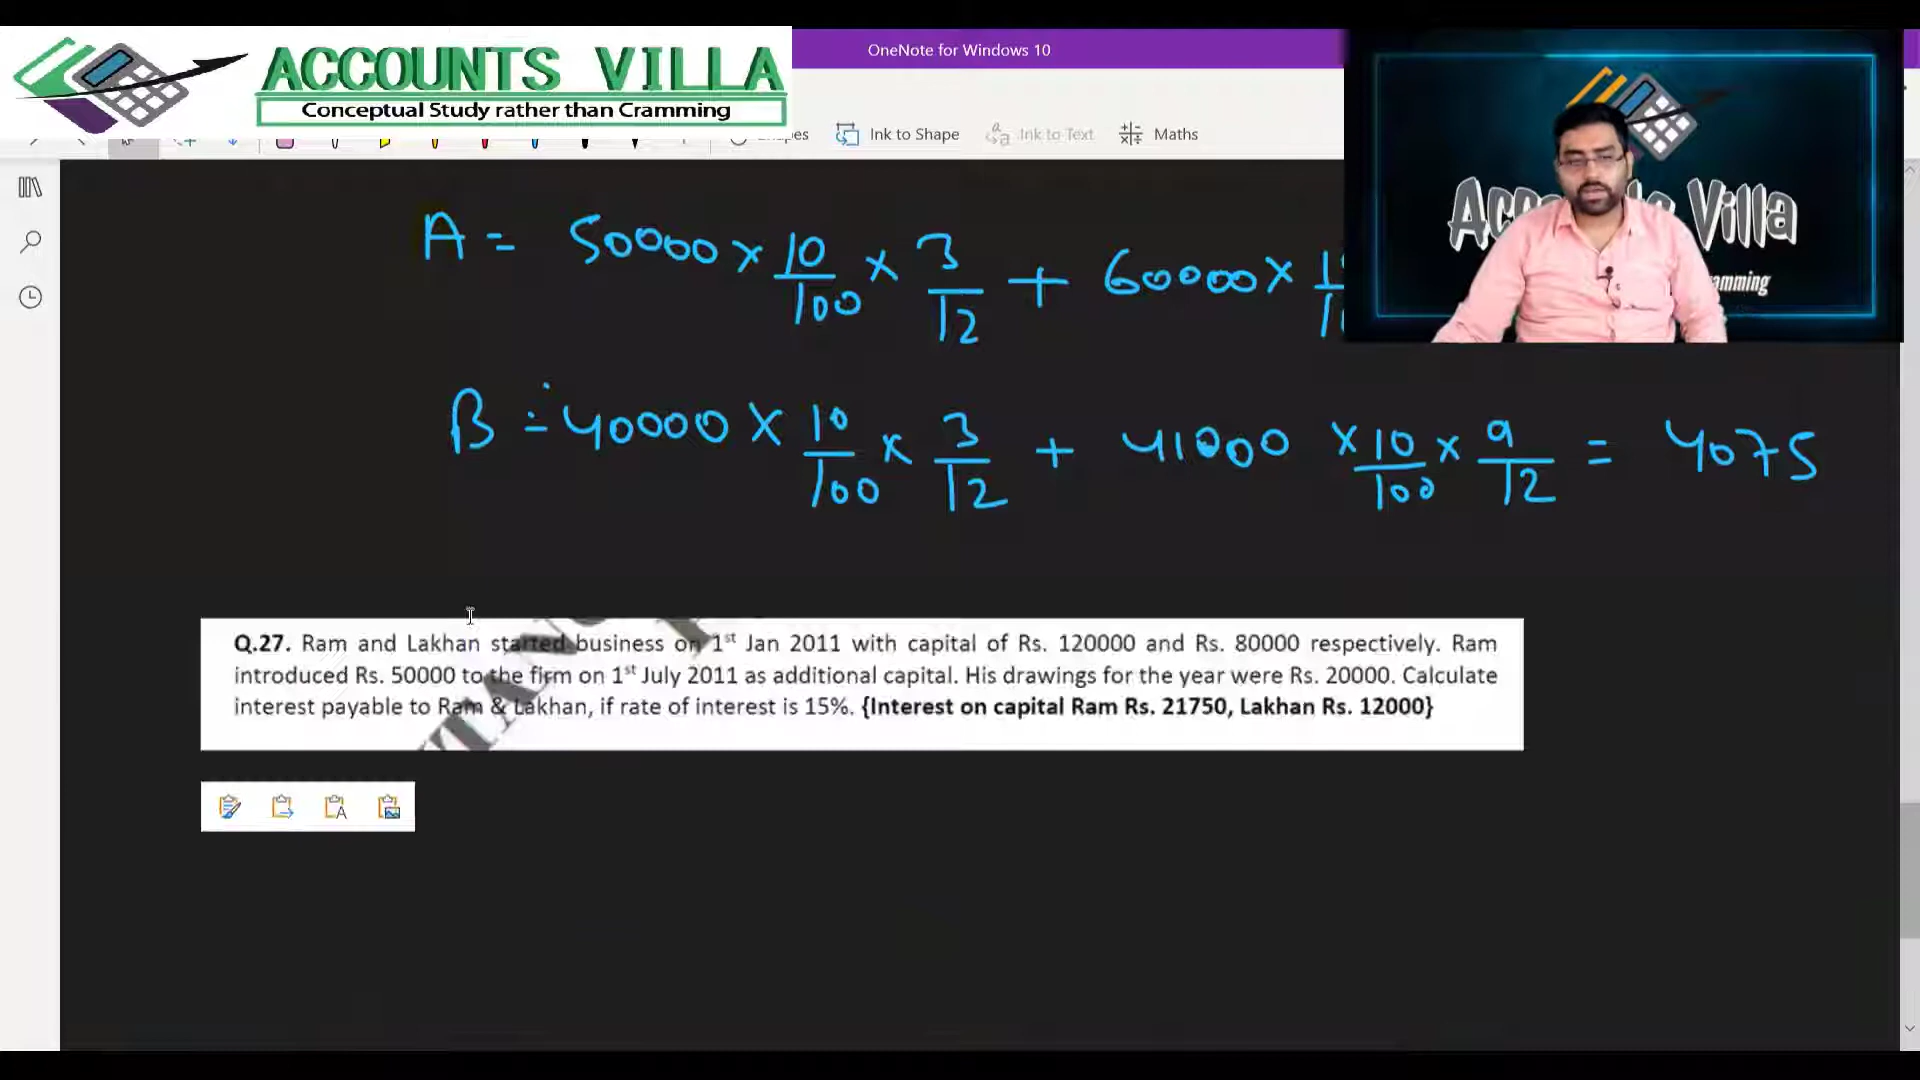 ACCOUNTS VILLA
Conceptual Study rather than Cramming
OneNote for Windows 10
Ink to Shape
Ink to Text
Maths
A = 50000 × 10/100 × 3/12 + 60000 ×
B = 40000 × 10/100 × 3/12 + 41000 × 10/100 × 9/12 = 4075
Q.27. Ram and Lakhan started business on 1st Jan 2011 with capital of Rs. 120000 and Rs. 80000 respectively. Ram
introduced Rs. 50000 to the firm on 1st July 2011 as additional capital. His drawings for the year were Rs. 20000. Calculate
interest payable to Ram & Lakhan, if rate of interest is 15%. {Interest on capital Ram Rs. 21750, Lakhan Rs. 12000}